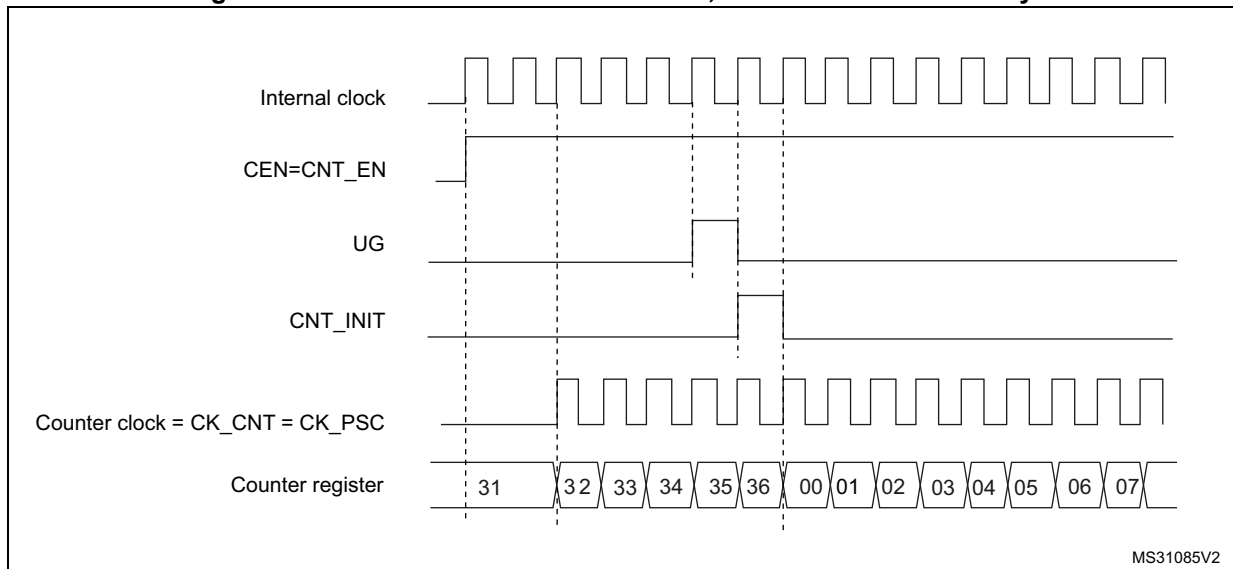 Internal clock
CEN=CNT_EN
UG
CNT_INIT
Counter clock = CK_CNT = CK_PSC
Counter register 31 32 33 34 35 36 00 01 02 03 04 05 06 07
MS31085V2